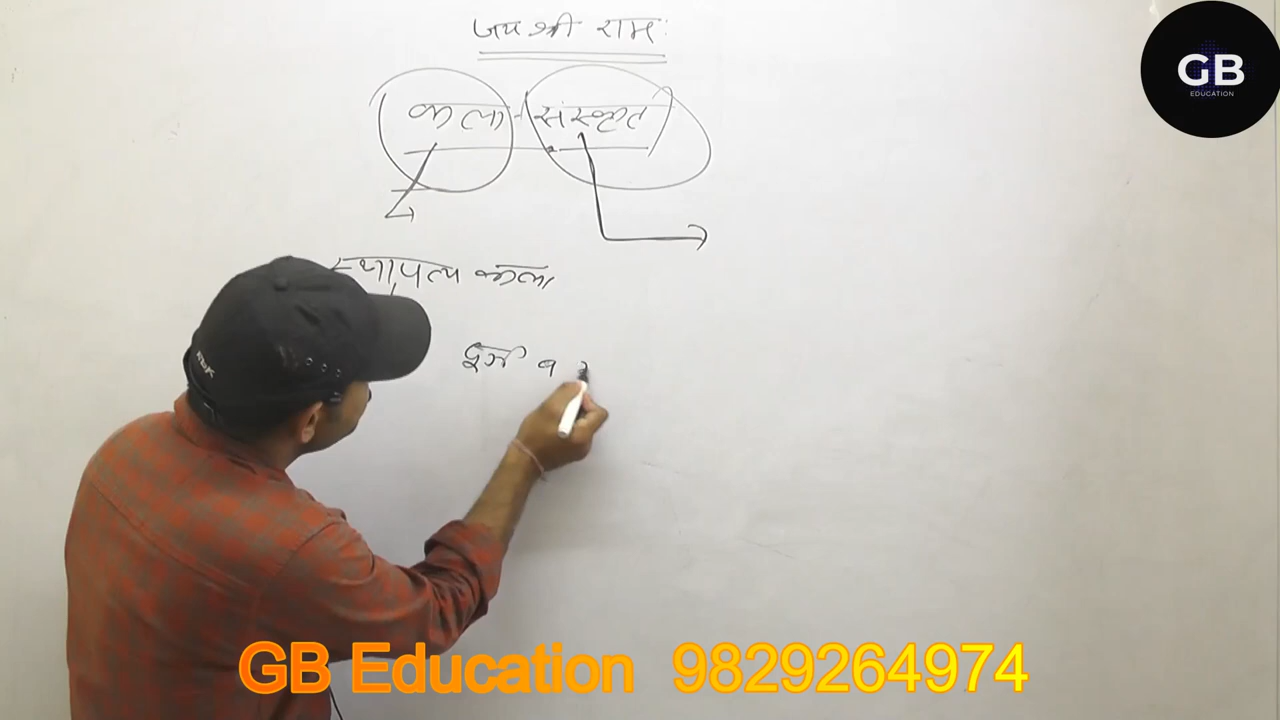 जय श्री राम:
GB
EDUCATION
कला - संस्कृत
स्थापत्य कला
दुर्ग व
GB Education 9829264974